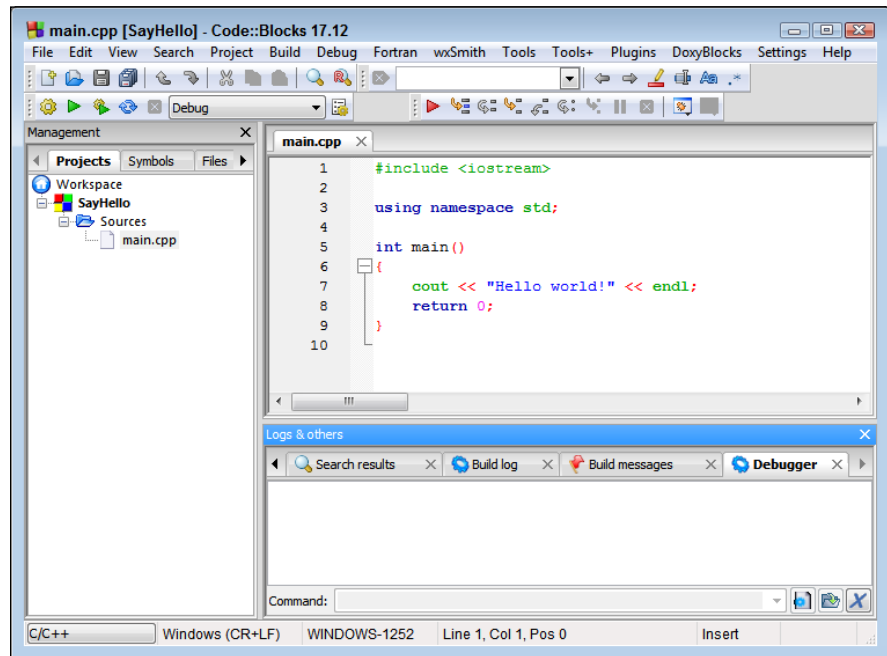 main.cpp [SayHello] - Code::Blocks 17.12
File Edit View Search Project Build Debug Fortran wxSmith Tools Tools+ Plugins DoxyBlocks Settings Help
Aa .*
Debug
Management
Projects Symbols Files
Workspace
SayHello
Sources
main.cpp
main.cpp
1 #include <iostream>
2
3 using namespace std;
4
5 int main()
6 {
7 cout << "Hello world!" << endl;
8 return 0;
9 }
10
Logs & others
Search results Build log Build messages Debugger
Command:
C/C++ Windows (CR+LF) WINDOWS-1252 Line 1, Col 1, Pos 0 Insert